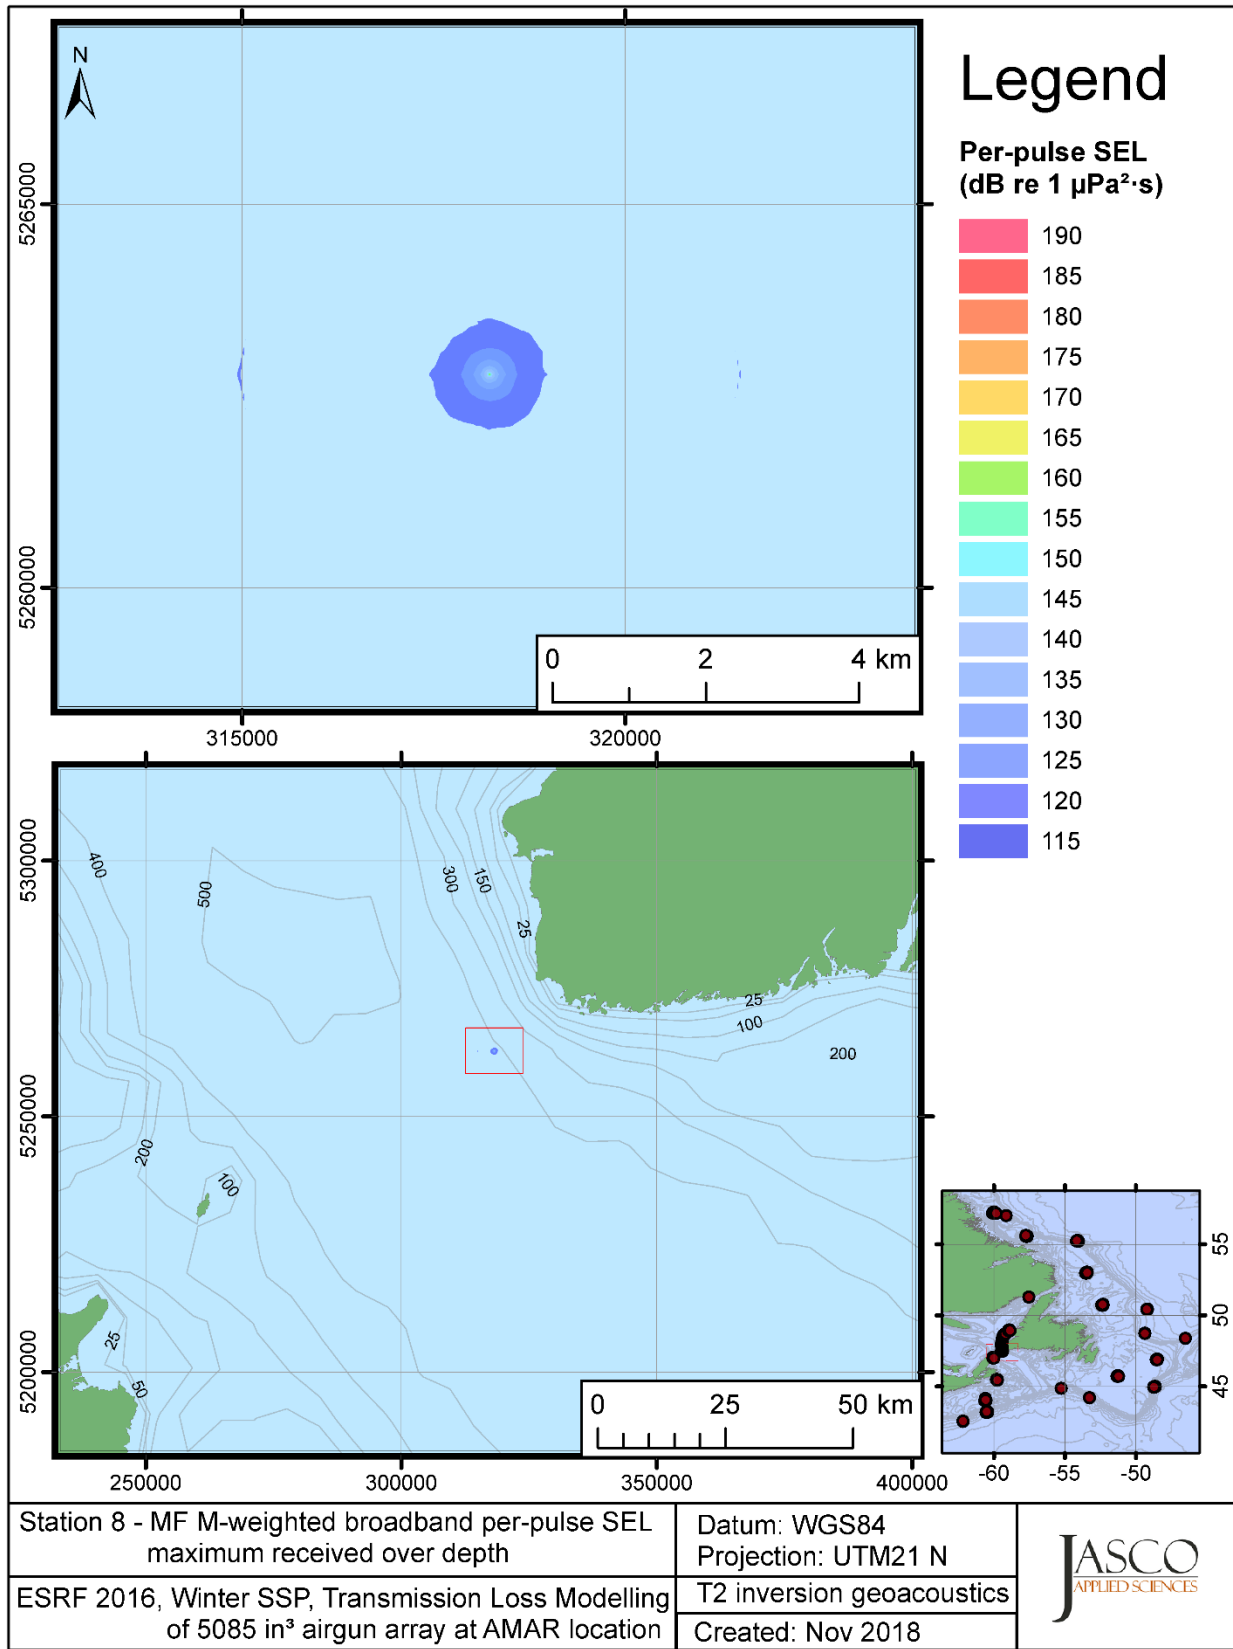 N
5265000
5260000
0 2 4 km
315000 320000
Legend
Per-pulse SEL
(dB re 1 µPa²·s)
190
185
180
175
170
165
160
155
150
145
140
135
130
125
120
115
5300000
5250000
5200000
400
500
300
150
25
25
100
200
200
100
25
50
0 25 50 km
250000 300000 350000 400000
55
50
45
-60 -55 -50
Station 8 - MF M-weighted broadband per-pulse SEL
maximum received over depth
ESRF 2016, Winter SSP, Transmission Loss Modelling
of 5085 in³ airgun array at AMAR location
Datum: WGS84
Projection: UTM21 N
T2 inversion geoacoustics
Created: Nov 2018
JASCO
APPLIED SCIENCES